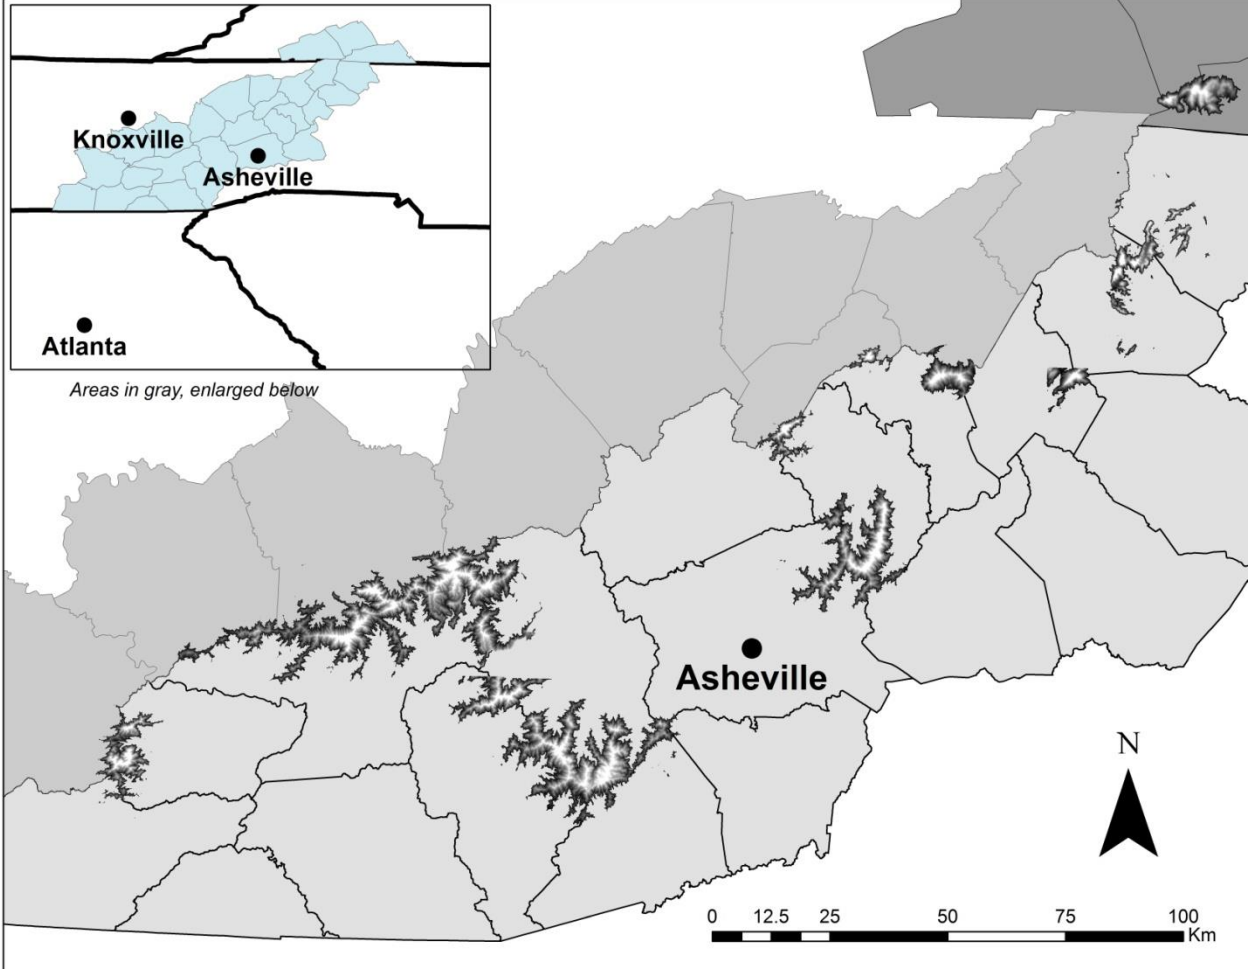 Knoxville
Asheville
Atlanta
Areas in gray, enlarged below
Asheville
N
0 12.5 25 50 75 100
Km